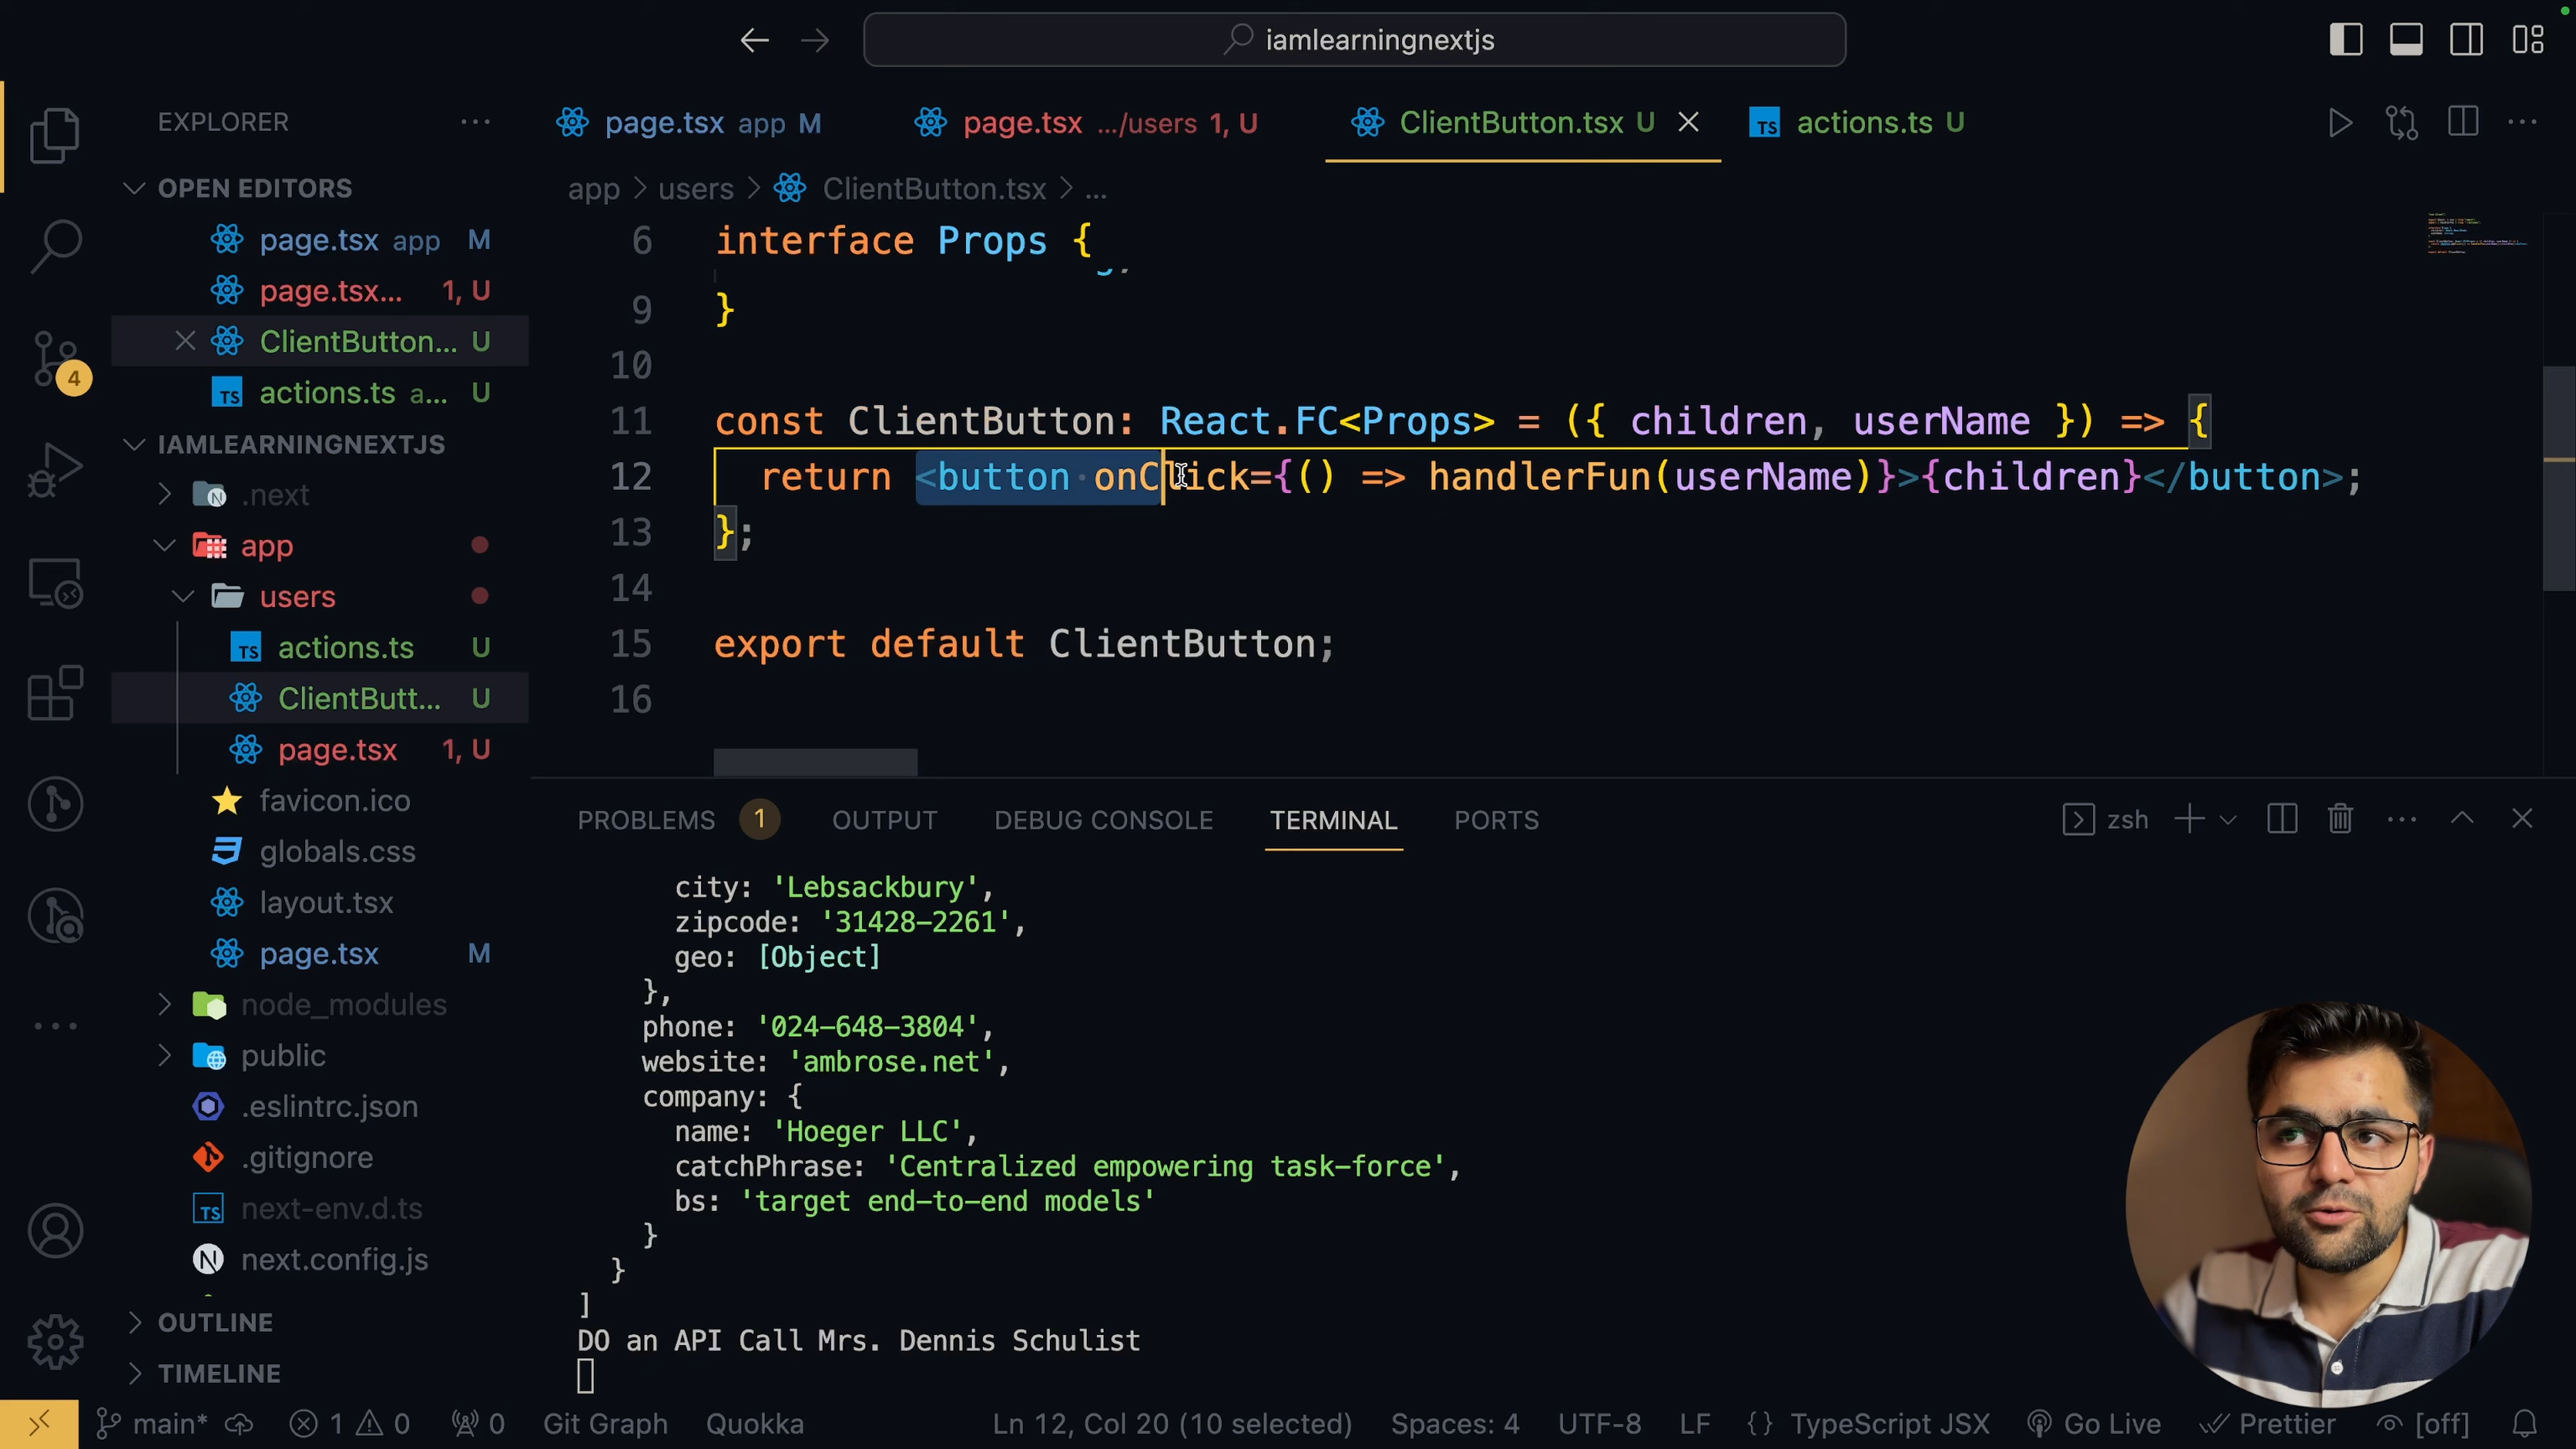 iamlearningnextjs
EXPLORER
OPEN EDITORS
page.tsx app M
page.tsx... 1, U
ClientButton... U
actions.ts a... U
IAMLEARNINGNEXTJS
.next
app
users
TS actions.ts U
ClientButt... U
page.tsx 1, U
favicon.ico
globals.css
layout.tsx
page.tsx M
node_modules
public
.eslintrc.json
.gitignore
TS next-env.d.ts
N next.config.js
OUTLINE
TIMELINE
4
page.tsx app M page.tsx .../users 1, U ClientButton.tsx U TS actions.ts U
app > users > ClientButton.tsx > ...
6 interface Props {
9 }
10
11 const ClientButton: React.FC<Props> = ({ children, userName }) => {
12 return <button onClick={() => handlerFun(userName)}>{children}</button>;
13 };
14
15 export default ClientButton;
16
PROBLEMS 1 OUTPUT DEBUG CONSOLE TERMINAL PORTS zsh
city: 'Lebsackbury',
zipcode: '31428-2261',
geo: [Object]
},
phone: '024-648-3804',
website: 'ambrose.net',
company: {
name: 'Hoeger LLC',
catchPhrase: 'Centralized empowering task-force',
bs: 'target end-to-end models'
}
}
]
DO an API Call Mrs. Dennis Schulist
main* 1 0 0 Git Graph Quokka Ln 12, Col 20 (10 selected) Spaces: 4 UTF-8 LF {} TypeScript JSX Go Live Prettier [off]